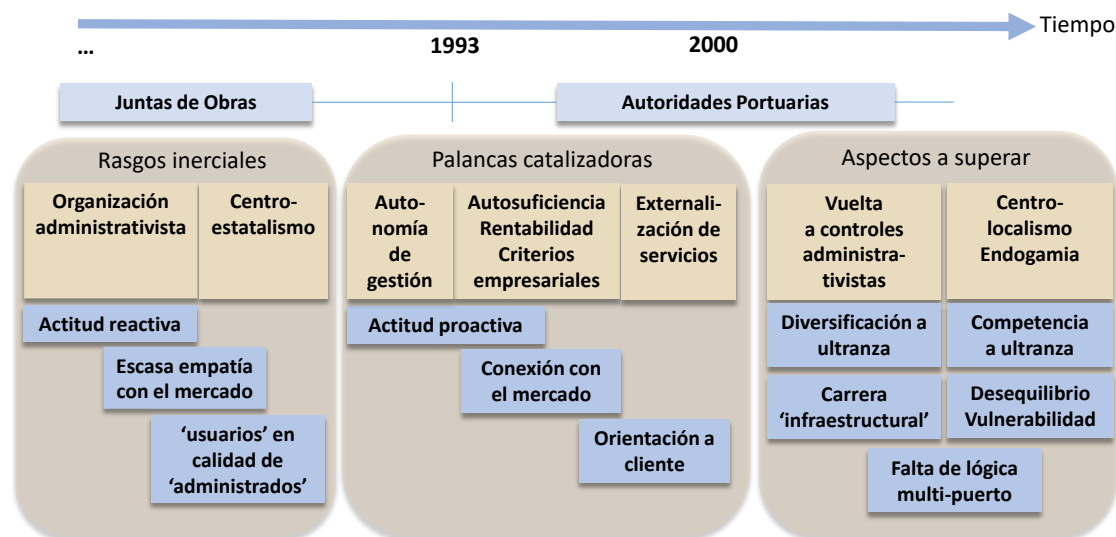 Tiempo
...
1993
2000
Juntas de Obras
Autoridades Portuarias
Rasgos inerciales
Organización
administrativista
Centro-
estatalismo
Actitud reactiva
Escasa empatía
con el mercado
‘usuarios’ en
calidad de
‘administrados’
Palancas catalizadoras
Auto-
nomía
de
gestión
Autosuficiencia
Rentabilidad
Criterios
empresariales
Externali-
zación de
servicios
Actitud proactiva
Conexión con
el mercado
Orientación a
cliente
Aspectos a superar
Vuelta
a controles
administra-
tivistas
Centro-
localismo
Endogamia
Diversificación a
ultranza
Competencia
a ultranza
Carrera
‘infraestructural’
Desequilibrio
Vulnerabilidad
Falta de lógica
multi-puerto